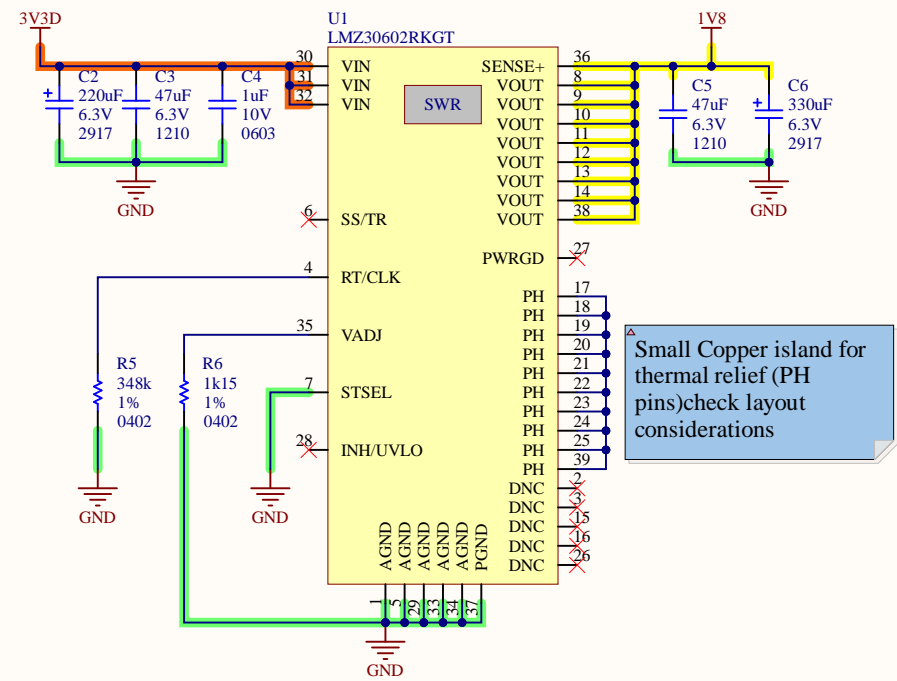 3V3D
U1
LMZ30602RKGT
1V8
30
VIN
31
VIN
32
VIN
SWR
SENSE+
36
VOUT
8
VOUT
9
VOUT
10
VOUT
11
VOUT
12
VOUT
13
VOUT
14
VOUT
38
C2
220uF
6.3V
2917
C3
47uF
6.3V
1210
C4
1uF
10V
0603
C5
47uF
6.3V
1210
C6
330uF
6.3V
2917
GND
GND
6
SS/TR
PWRGD
27
4
RT/CLK
35
VADJ
7
STSEL
28
INH/UVLO
PH
17
PH
18
PH
19
PH
20
PH
21
PH
22
PH
23
PH
24
PH
25
PH
39
DNC
2
DNC
3
DNC
15
DNC
16
DNC
26
Small Copper island for
thermal relief (PH
pins)check layout
considerations
R5
348k
1%
0402
R6
1k15
1%
0402
GND
GND
AGND
AGND
AGND
AGND
AGND
PGND
1
5
29
33
34
37
GND